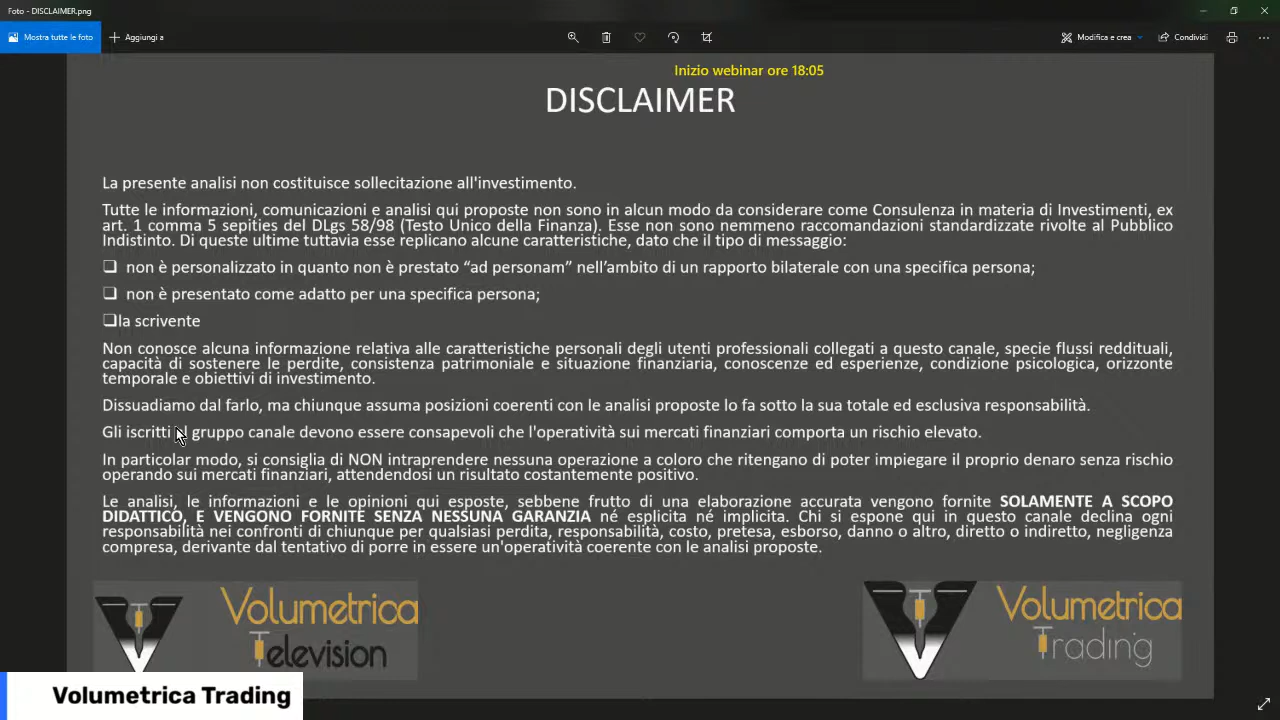 Foto - DISCLAIMER.png
Mostra tutte le foto
Aggiungi a
Modifica e crea
Condividi
Inizio webinar ore 18:05
DISCLAIMER
La presente analisi non costituisce sollecitazione all'investimento.
Tutte le informazioni, comunicazioni e analisi qui proposte non sono in alcun modo da considerare come Consulenza in materia di Investimenti, ex
art. 1 comma 5 sepities del DLgs 58/98 (Testo Unico della Finanza). Esse non sono nemmeno raccomandazioni standardizzate rivolte al Pubblico
Indistinto. Di queste ultime tuttavia esse replicano alcune caratteristiche, dato che il tipo di messaggio:
❑ non è personalizzato in quanto non è prestato “ad personam” nell’ambito di un rapporto bilaterale con una specifica persona;
❑ non è presentato come adatto per una specifica persona;
❑la scrivente
Non conosce alcuna informazione relativa alle caratteristiche personali degli utenti professionali collegati a questo canale, specie flussi reddituali,
capacità di sostenere le perdite, consistenza patrimoniale e situazione finanziaria, conoscenze ed esperienze, condizione psicologica, orizzonte
temporale e obiettivi di investimento.
Dissuadiamo dal farlo, ma chiunque assuma posizioni coerenti con le analisi proposte lo fa sotto la sua totale ed esclusiva responsabilità.
Gli iscritti al gruppo canale devono essere consapevoli che l'operatività sui mercati finanziari comporta un rischio elevato.
In particolar modo, si consiglia di NON intraprendere nessuna operazione a coloro che ritengano di poter impiegare il proprio denaro senza rischio
operando sui mercati finanziari, attendendosi un risultato costantemente positivo.
Le analisi, le informazioni e le opinioni qui esposte, sebbene frutto di una elaborazione accurata vengono fornite SOLAMENTE A SCOPO
DIDATTICO, E VENGONO FORNITE SENZA NESSUNA GARANZIA né esplicita né implicita. Chi si espone qui in questo canale declina ogni
responsabilità nei confronti di chiunque per qualsiasi perdita, responsabilità, costo, pretesa, esborso, danno o altro, diretto o indiretto, negligenza
compresa, derivante dal tentativo di porre in essere un'operatività coerente con le analisi proposte.
Volumetrica
Television
Volumetrica
Trading
Volumetrica Trading